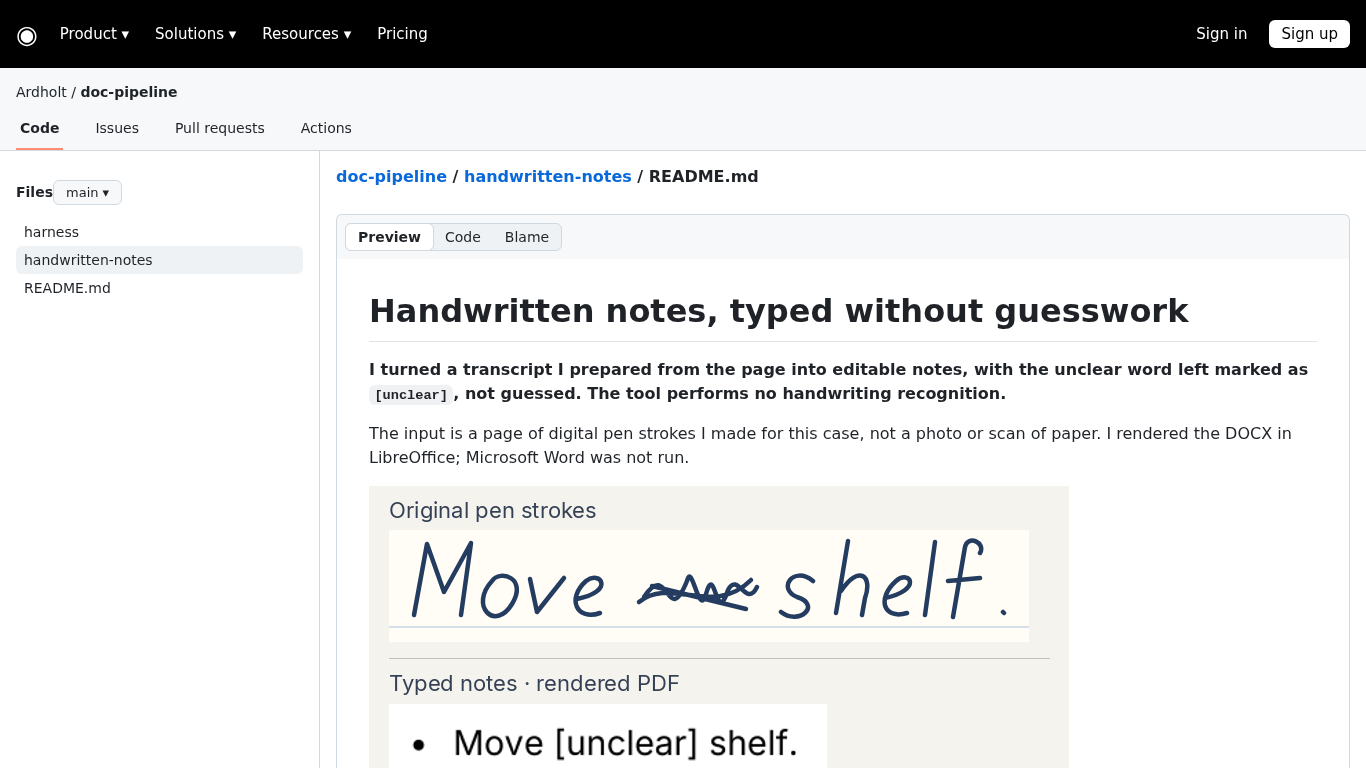 ◉ Product ▾ Solutions ▾ Resources ▾ Pricing Sign in Sign up
Ardholt / doc-pipeline
Code Issues Pull requests Actions
Files main ▾
harness
handwritten-notes
README.md
doc-pipeline / handwritten-notes / README.md
Preview Code Blame
Handwritten notes, typed without guesswork
I turned a transcript I prepared from the page into editable notes, with the unclear word left marked as
[unclear], not guessed. The tool performs no handwriting recognition.
The input is a page of digital pen strokes I made for this case, not a photo or scan of paper. I rendered the DOCX in
LibreOffice; Microsoft Word was not run.
Original pen strokes
Move shelf.
Typed notes · rendered PDF
• Move [unclear] shelf.